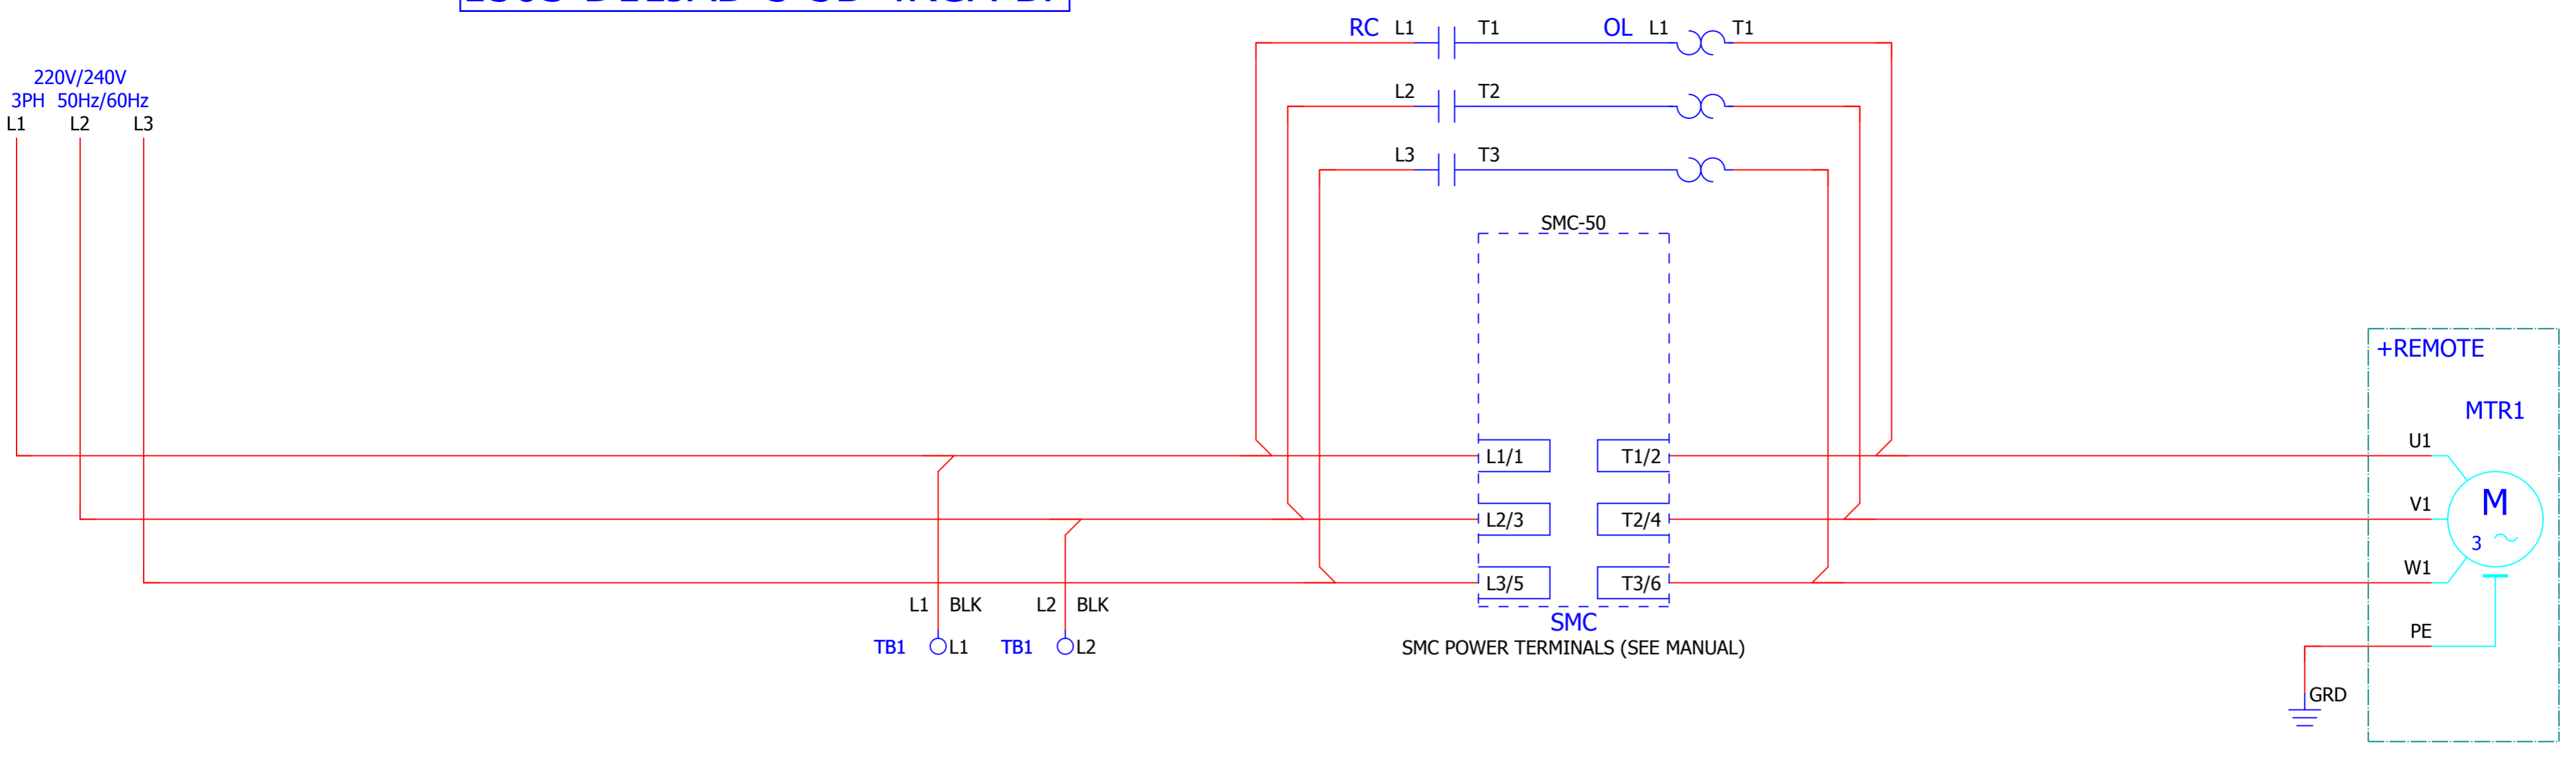 RC L1 T1 OL L1 T1
220V/240V
L2 T2
3PH 50Hz/60Hz
L1 L2 L3
L3 T3
SMC-50
+REMOTE
MTR1
U1
L1/1 T1/2
V1
M
L2/3 T2/4
3
W1
L3/5 T3/6
L1 BLK L2 BLK
SMC
PE
TB1 L1 TB1 L2
SMC POWER TERMINALS (SEE MANUAL)
GRD